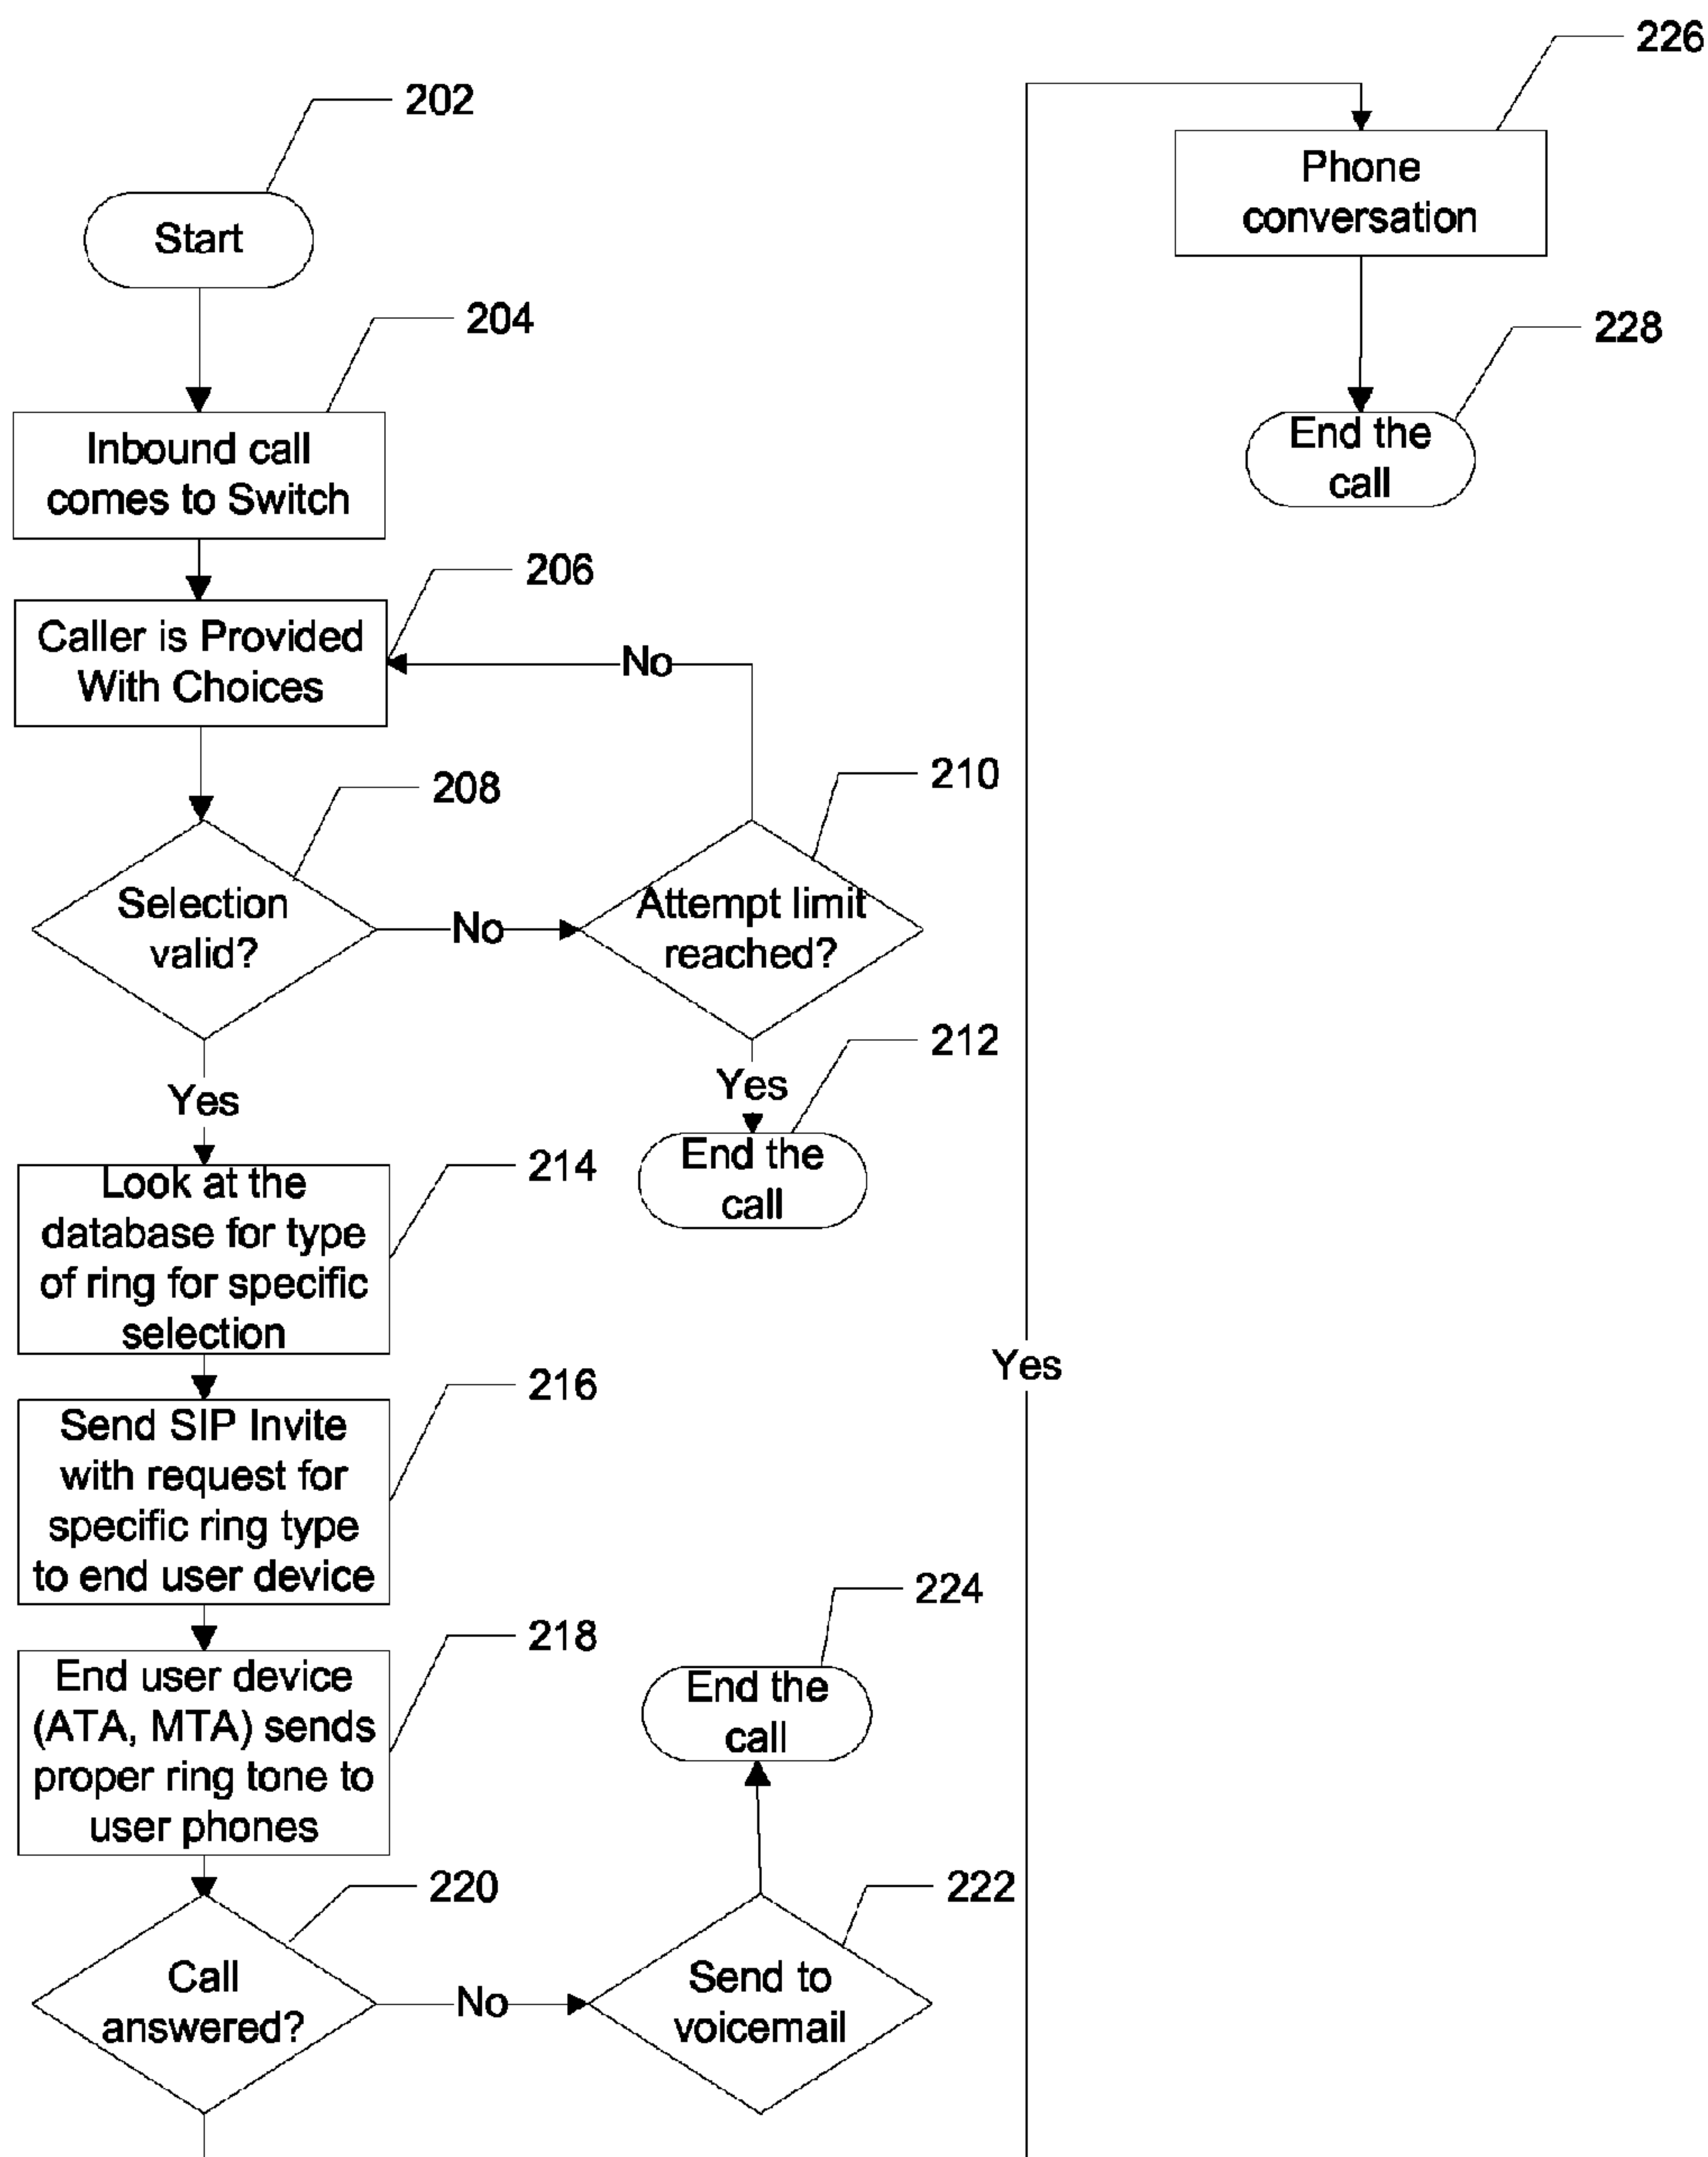 202
Start
204
Inbound call
comes to Switch
206
Caller is Provided
With Choices
No
208
Selection
valid?
No
210
Attempt limit
reached?
Yes
212
End the
call
Yes
214
Look at the
database for type
of ring for specific
selection
216
Send SIP Invite
with request for
specific ring type
to end user device
218
End user device
(ATA, MTA) sends
proper ring tone to
user phones
220
Call
answered?
No
222
Send to
voicemail
224
End the
call
Yes
226
Phone
conversation
228
End the
call